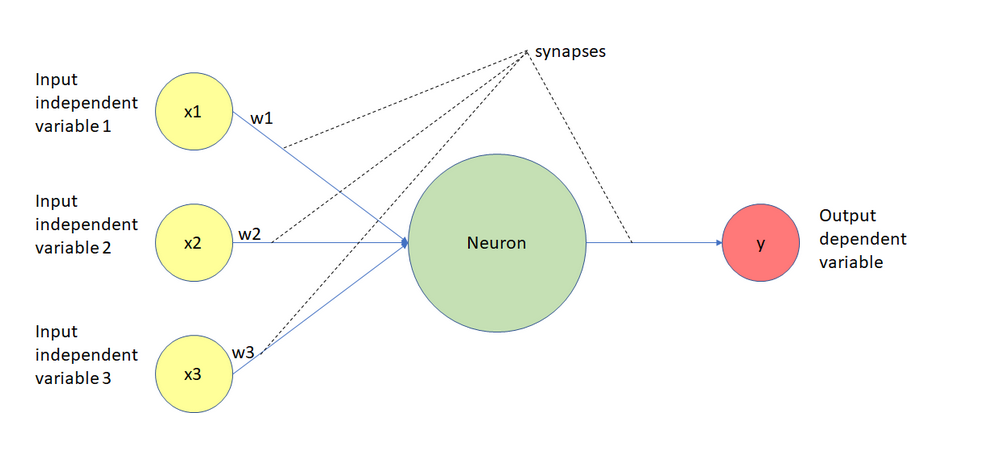 synapses
Input
independent
variable 1
x1
w1
Input
independent
variable 2
x2
w2
Neuron
y
Output
dependent
variable
Input
independent
variable 3
x3
w3